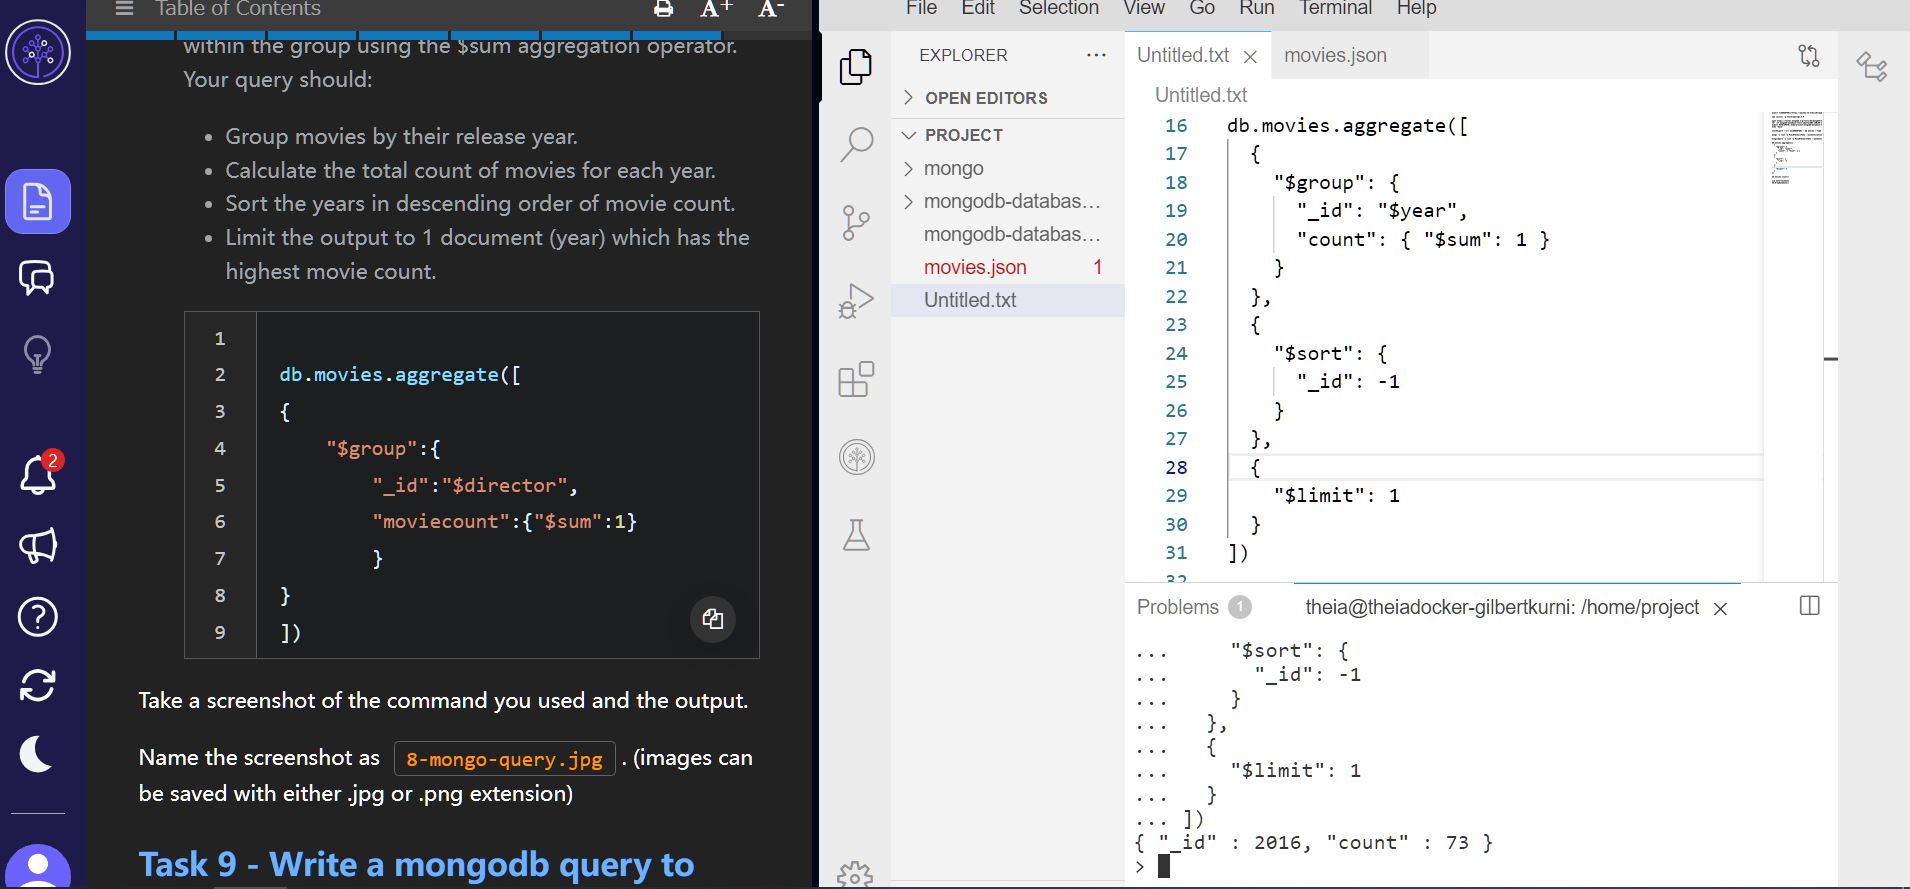 Table of Contents
A+
A-
within the group using the $sum aggregation operator.
Your query should:
Group movies by their release year.
Calculate the total count of movies for each year.
Sort the years in descending order of movie count.
Limit the output to 1 document (year) which has the
highest movie count.
1
2 db.movies.aggregate([
3 {
4 "$group":{
5 "_id":"$director",
6 "moviecount":{"$sum":1}
7 }
8 }
9 ])
Take a screenshot of the command you used and the output.
Name the screenshot as 8-mongo-query.jpg . (images can
be saved with either .jpg or .png extension)
Task 9 - Write a mongodb query to
2
File Edit Selection View Go Run Terminal Help
EXPLORER ...
OPEN EDITORS
PROJECT
mongo
mongodb-databas...
mongodb-databas...
movies.json 1
Untitled.txt
Untitled.txt movies.json
Untitled.txt
16 db.movies.aggregate([
17 {
18 "$group": {
19 "_id": "$year",
20 "count": { "$sum": 1 }
21 }
22 },
23 {
24 "$sort": {
25 "_id": -1
26 }
27 },
28 {
29 "$limit": 1
30 }
31 ])
32
Problems 1 theia@theiadocker-gilbertkurni: /home/project
... "$sort": {
... "_id": -1
... }
... },
... {
... "$limit": 1
... }
... ])
{ "_id" : 2016, "count" : 73 }
>